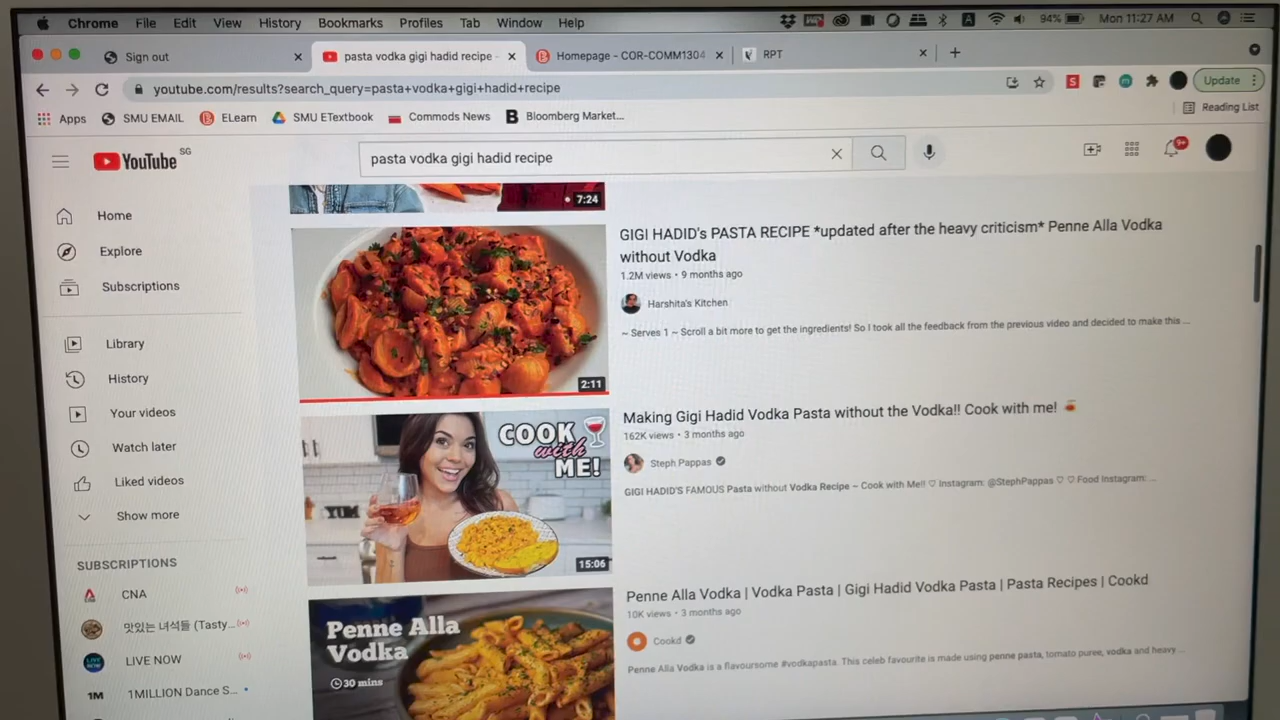 Chrome File Edit View History Bookmarks Profiles Tab Window Help 94% Mon 11:27 AM
Sign out
pasta vodka gigi hadid recipe -
Homepage - COR-COMM1304
RPT
youtube.com/results?search_query=pasta+vodka+gigi+hadid+recipe
Update
Apps SMU EMAIL ELearn SMU ETextbook Commods News Bloomberg Market...
Reading List
YouTube SG
pasta vodka gigi hadid recipe
9+
Home
Explore
Subscriptions
Library
History
Your videos
Watch later
Liked videos
Show more
SUBSCRIPTIONS
CNA
맛있는 녀석들 (Tasty...
LIVE NOW
1MILLION Dance S...
1M
7:24
GIGI HADID's PASTA RECIPE *updated after the heavy criticism* Penne Alla Vodka
without Vodka
1.2M views • 9 months ago
Harshita's Kitchen
~ Serves 1 ~ Scroll a bit more to get the ingredients! So I took all the feedback from the previous video and decided to make this ...
2:11
COOK
with
ME!
YUM
15:06
Making Gigi Hadid Vodka Pasta without the Vodka!! Cook with me! 🍷
162K views • 3 months ago
Steph Pappas
GIGI HADID'S FAMOUS Pasta without Vodka Recipe ~ Cook with Me!! ♡ Instagram: @StephPappas ♡ ♡ Food Instagram: ...
Penne Alla
Vodka
30 mins
Penne Alla Vodka | Vodka Pasta | Gigi Hadid Vodka Pasta | Pasta Recipes | Cookd
10K views • 3 months ago
Cookd
Penne Alla Vodka is a flavoursome #vodkapasta. This celeb favourite is made using penne pasta, tomato puree, vodka and heavy ...